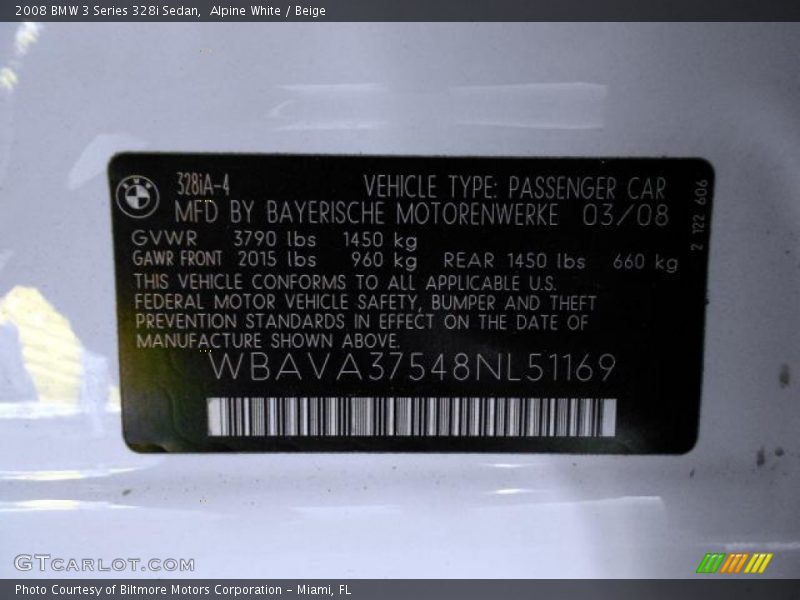 2008 BMW 3 Series 328i Sedan,  Alpine White / Beige
328iA-4
VEHICLE TYPE: PASSENGER CAR
MFD BY BAYERISCHE MOTORENWERKE 03/08
GVWR 3790 lbs 1450 kg
GAWR FRONT 2015 lbs 960 kg REAR 1450 lbs 660 kg
THIS VEHICLE CONFORMS TO ALL APPLICABLE U.S.
FEDERAL MOTOR VEHICLE SAFETY, BUMPER AND THEFT
PREVENTION STANDARDS IN EFFECT ON THE DATE OF
MANUFACTURE SHOWN ABOVE.
WBAVA37548NL51169
2 122 606
GTCARLOT.COM
Photo Courtesy of Biltmore Motors Corporation - Miami, FL